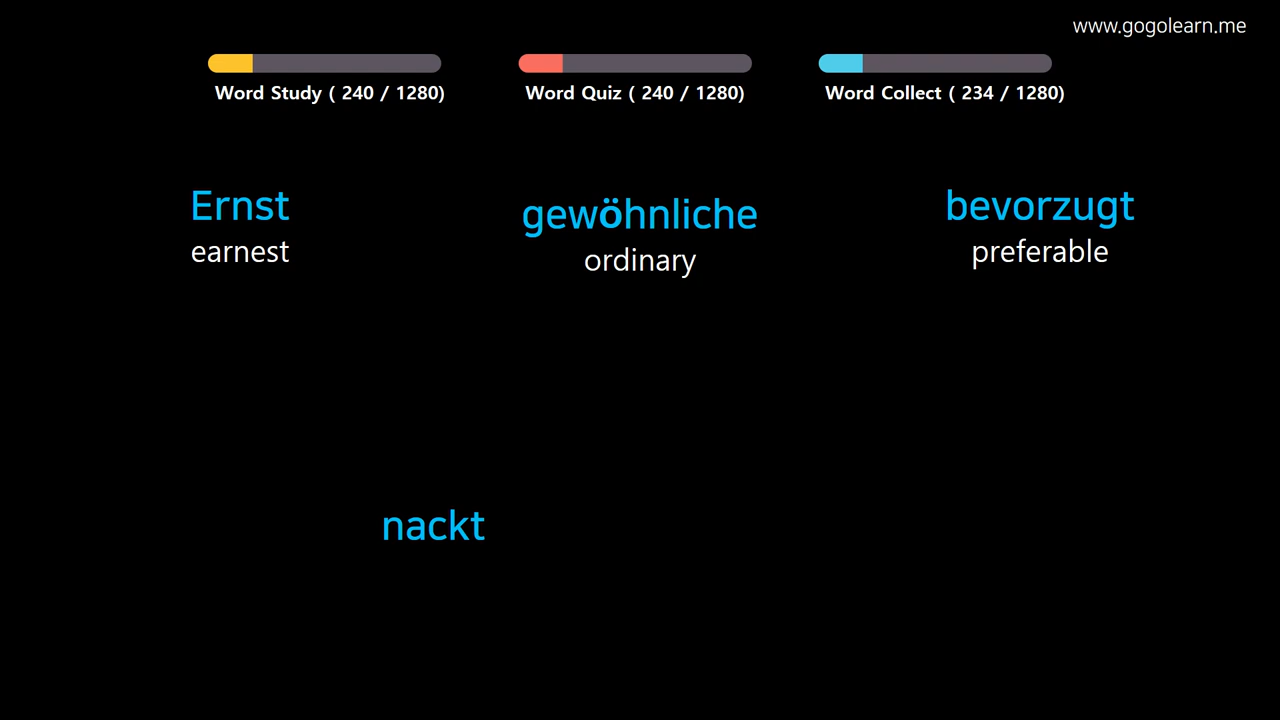 www.gogolearn.me
Word Study ( 240 / 1280)
Word Quiz ( 240 / 1280)
Word Collect ( 234 / 1280)
Ernst
earnest
gewöhnliche
ordinary
bevorzugt
preferable
nackt